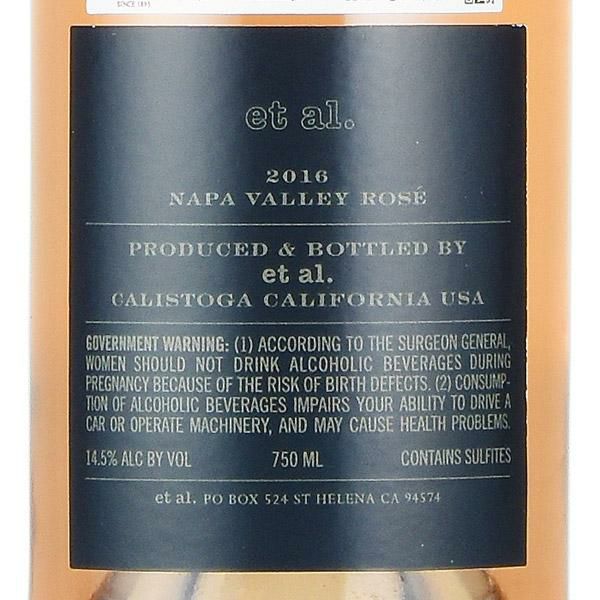 SINCE 1895
et al.
2016
NAPA VALLEY ROSÉ
PRODUCED & BOTTLED BY
et al.
CALISTOGA CALIFORNIA USA
GOVERNMENT WARNING: (1) ACCORDING TO THE SURGEON GENERAL,
WOMEN SHOULD NOT DRINK ALCOHOLIC BEVERAGES DURING
PREGNANCY BECAUSE OF THE RISK OF BIRTH DEFECTS. (2) CONSUMP-
TION OF ALCOHOLIC BEVERAGES IMPAIRS YOUR ABILITY TO DRIVE A
CAR OR OPERATE MACHINERY, AND MAY CAUSE HEALTH PROBLEMS.
14.5% ALC BY VOL 750 ML CONTAINS SULFITES
et al. PO BOX 524 ST HELENA CA 94574